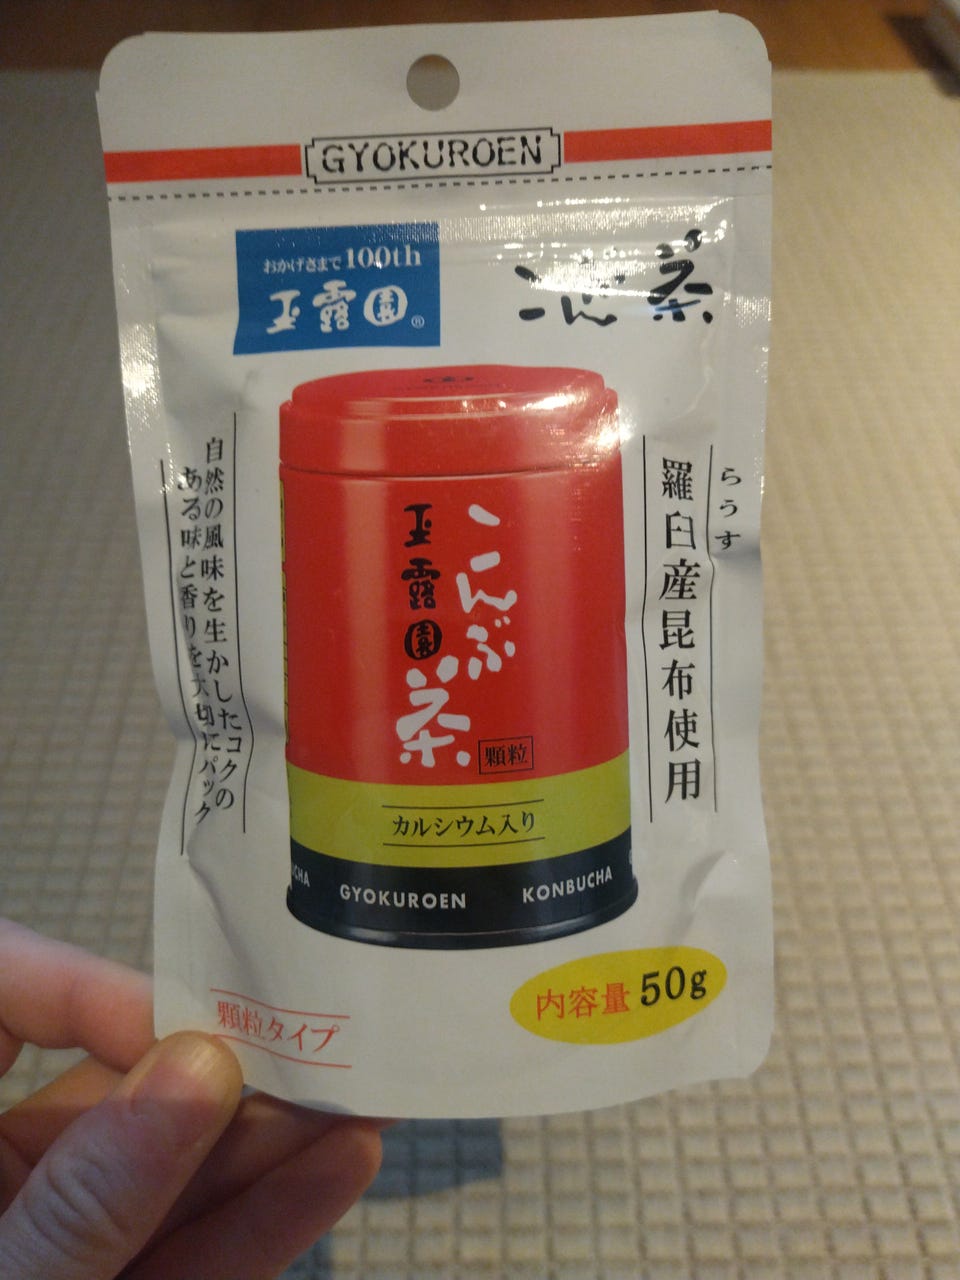 GYOKUROEN
おかげさまで100th
玉露園®
こんぶ茶
らうす
羅臼産昆布使用
こんぶ茶
玉露園
顆粒
カルシウム入り
GYOKUROEN
KONBUCHA
自然の風味を生かしたコクの
ある味と香りを大切にパック
顆粒タイプ
内容量 50g